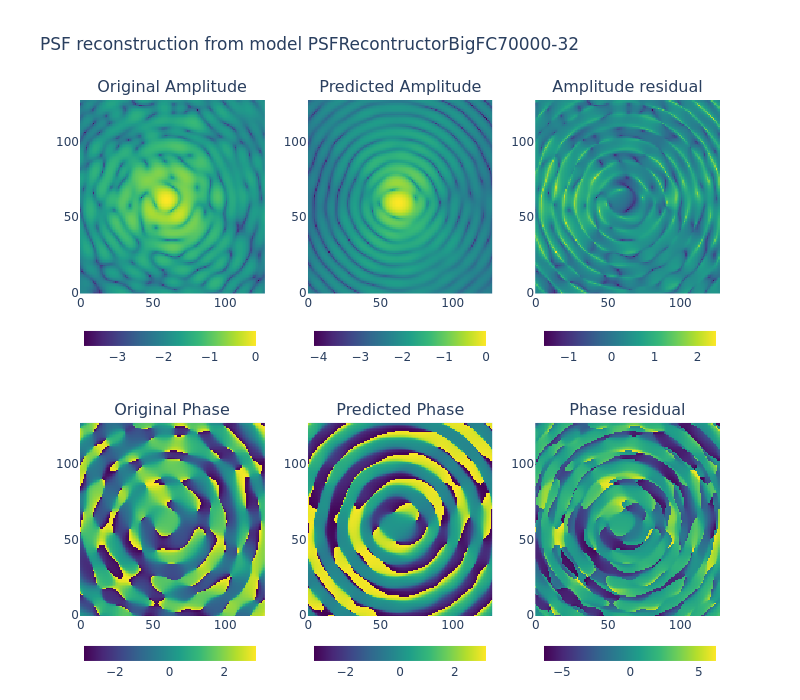 PSF reconstruction from model PSFRecontructorBigFC70000-32
Original Amplitude
Predicted Amplitude
Amplitude residual
100
50
0
0 50 100
100
50
0
0 50 100
100
50
0
0 50 100
−3 −2 −1 0
−4 −3 −2 −1 0
−1 0 1 2
Original Phase
Predicted Phase
Phase residual
100
50
0
0 50 100
100
50
0
0 50 100
100
50
0
0 50 100
−2 0 2
−2 0 2
−5 0 5